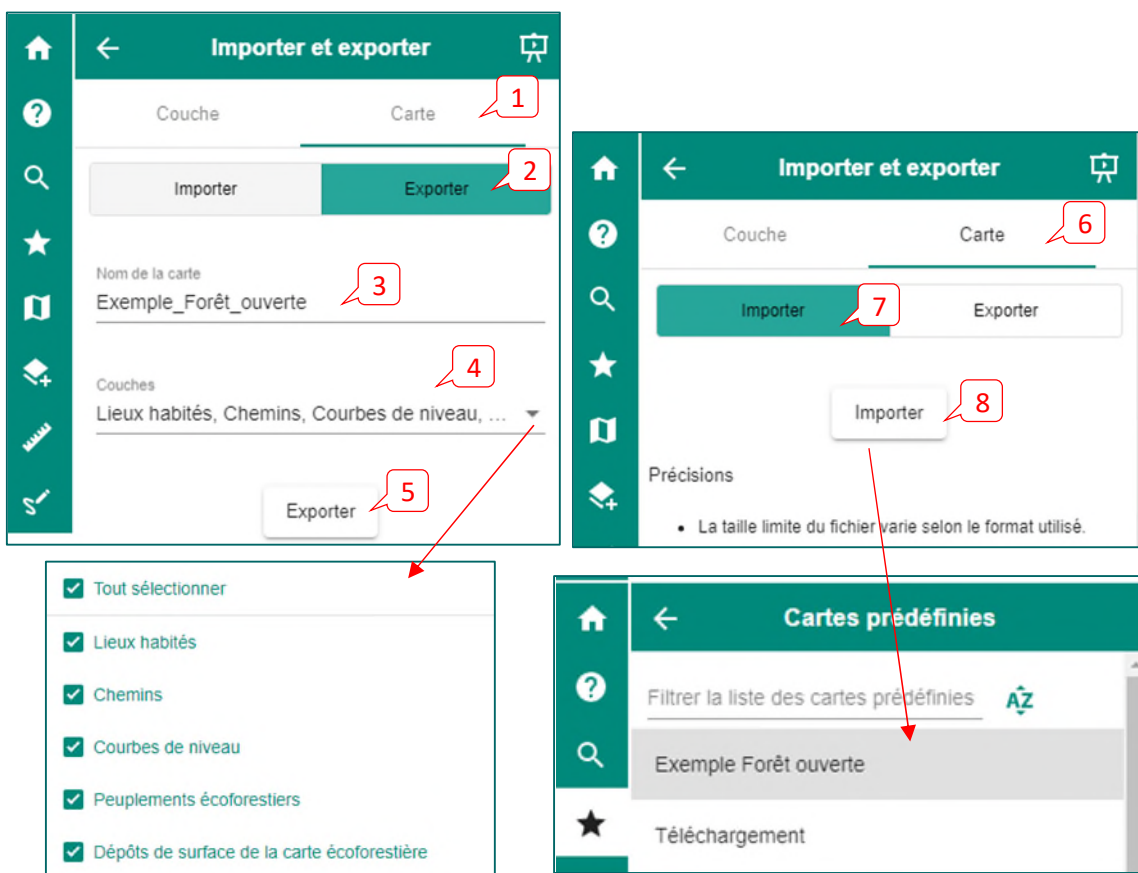 Importer et exporter
Couche Carte 1
Importer Exporter 2
Nom de la carte
Exemple_Forêt_ouverte 3
Couches 4
Lieux habités, Chemins, Courbes de niveau, ...
Exporter 5
Tout sélectionner
Lieux habités
Chemins
Courbes de niveau
Peuplements écoforestiers
Dépôts de surface de la carte écoforestière
Importer et exporter
Couche Carte 6
Importer 7 Exporter
Importer 8
Précisions
• La taille limite du fichier varie selon le format utilisé.
Cartes prédéfinies
Filtrer la liste des cartes prédéfinies AZ
Exemple Forêt ouverte
Téléchargement